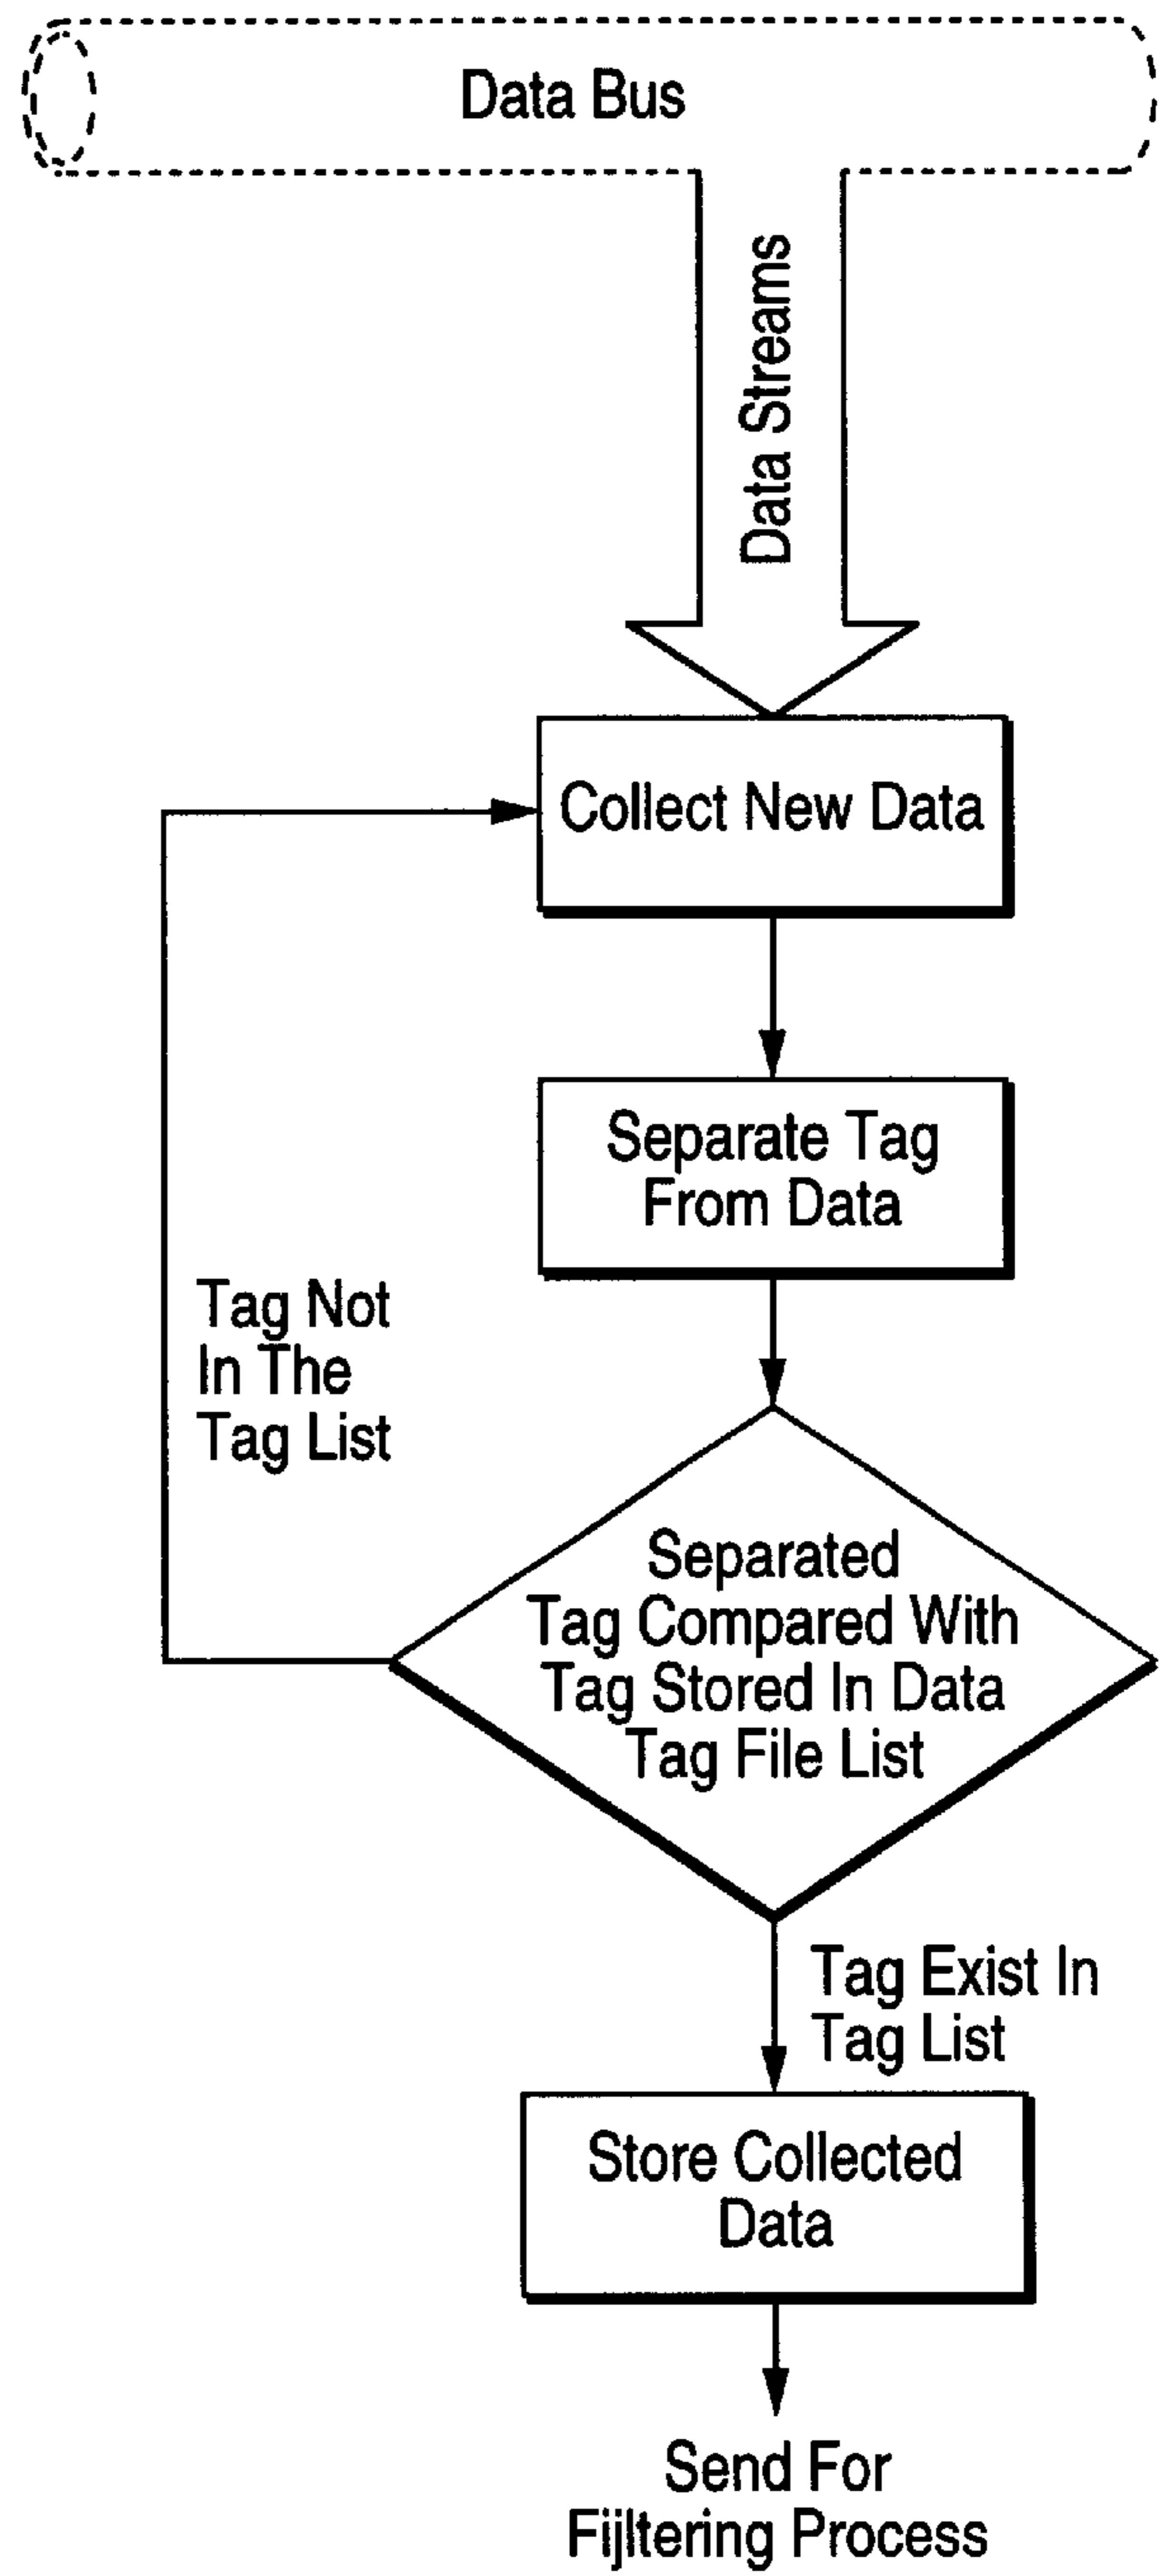 Data Bus
Data Streams
Collect New Data
Separate Tag
From Data
Tag Not
In The
Tag List
Separated
Tag Compared With
Tag Stored In Data
Tag File List
Tag Exist In
Tag List
Store Collected
Data
Send For
Fijltering Process